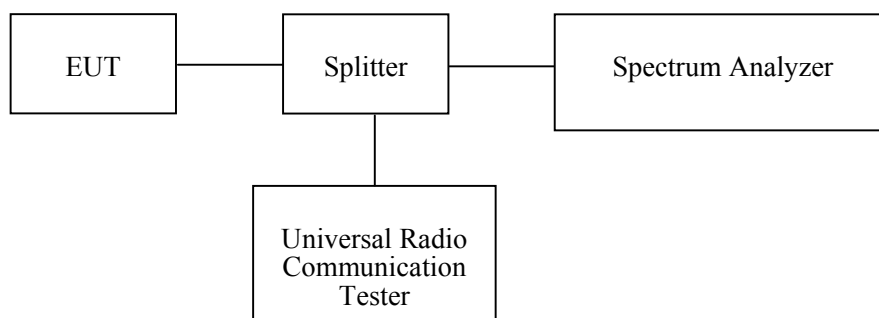 EUT
Splitter
Spectrum Analyzer
Universal Radio
Communication
Tester